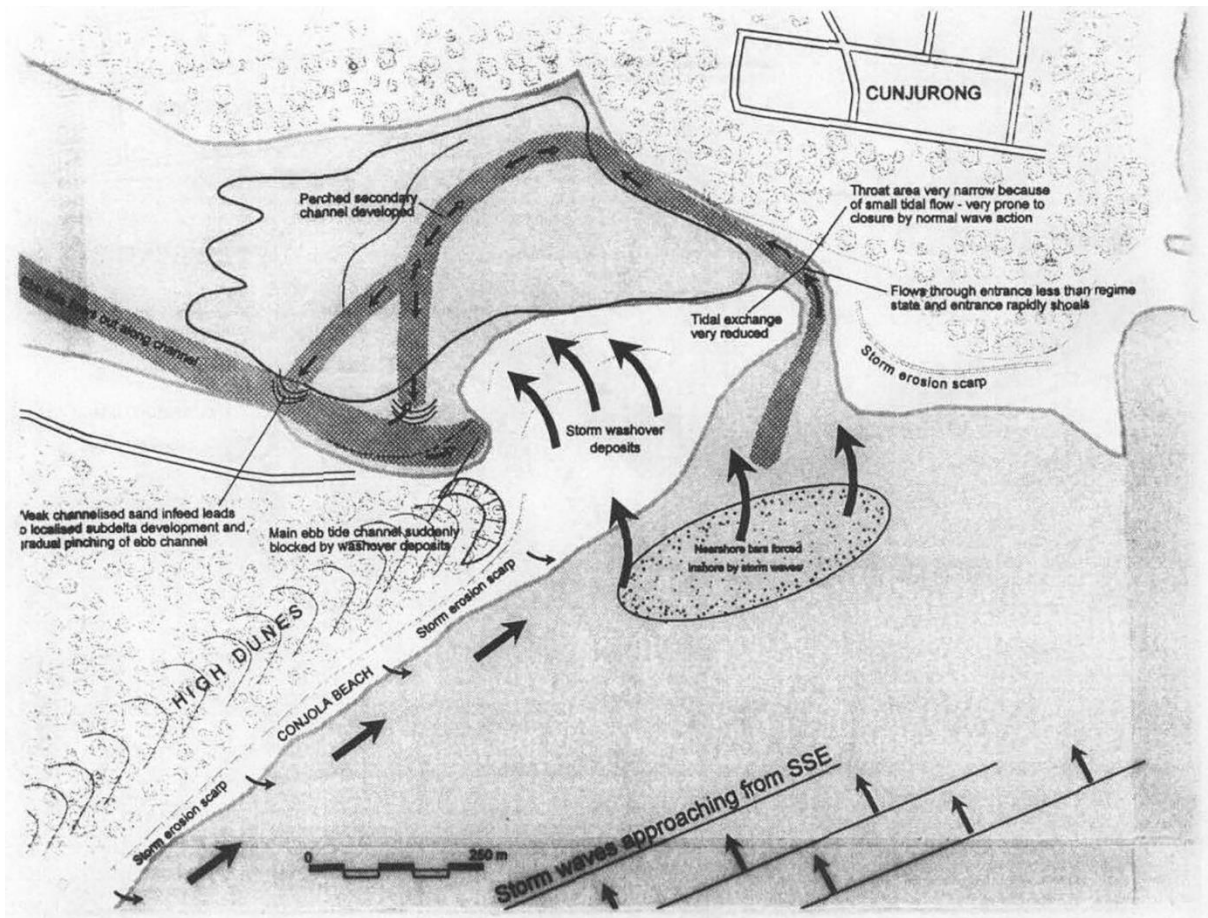 CUNJURONG
Perched secondary
channel developed
Throat area very narrow because
of small tidal flow - very prone to
closure by normal wave action
Flows through entrance less than regime
state and entrance rapidly shoals
Tidal exchange
very reduced
out along channel
Storm erosion scarp
Storm washover
deposits
Weak channelised sand infeed leads
to localised subdelta development and
gradual pinching of ebb channel
Main ebb tide channel suddenly
blocked by washover deposits
Nearshore bars forced
inshore by storm waves
Storm erosion scarp
HIGH DUNES
CONJOLA BEACH
Storm erosion scarp
Storm waves approaching from SSE
0 250 m